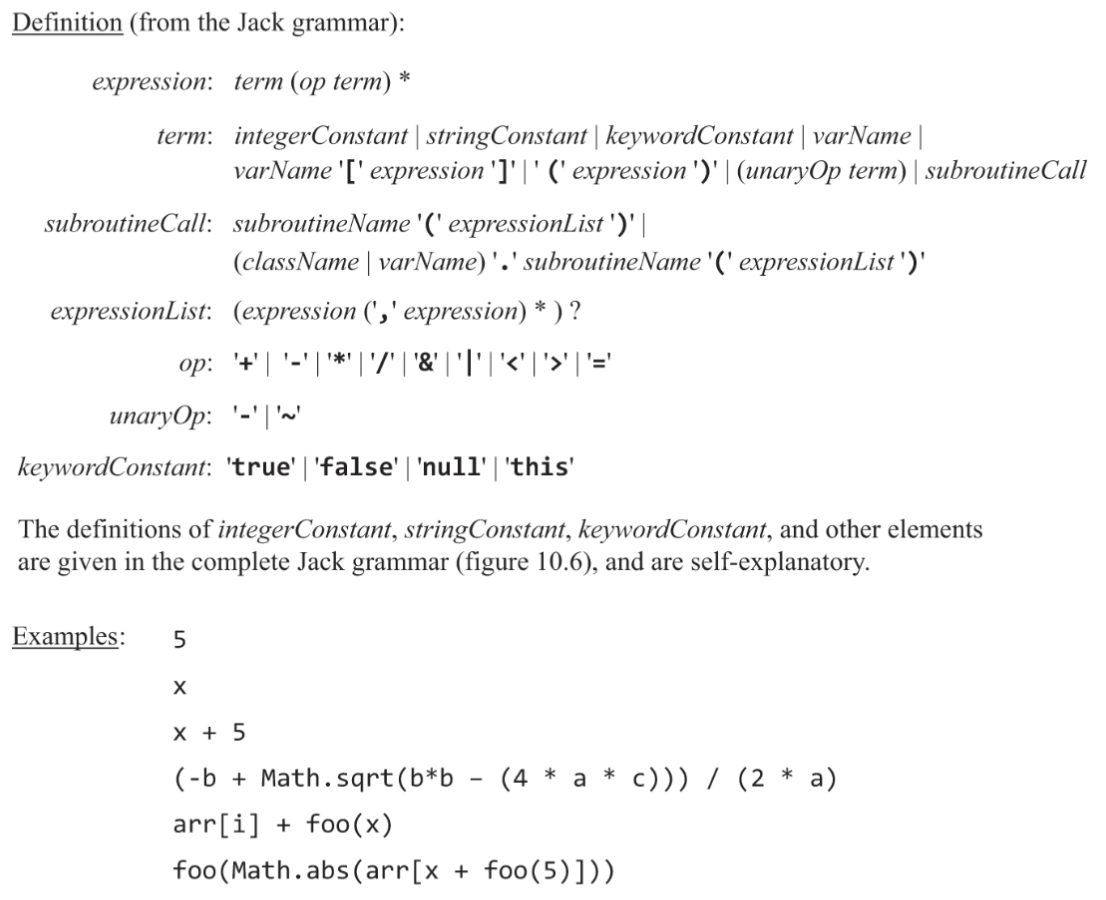 Definition (from the Jack grammar):
expression: term (op term) *
term: integerConstant | stringConstant | keywordConstant | varName |
varName '[' expression ']' | ' (' expression ')' | (unaryOp term) | subroutineCall
subroutineCall: subroutineName '(' expressionList ')' |
(className | varName) '.' subroutineName '(' expressionList ')'
expressionList: (expression (',' expression) * ) ?
op: '+' | '-' | '*' | '/' | '&' | '|' | '<' | '>' | '='
unaryOp: '-' | '~'
keywordConstant: 'true' | 'false' | 'null' | 'this'
The definitions of integerConstant, stringConstant, keywordConstant, and other elements
are given in the complete Jack grammar (figure 10.6), and are self-explanatory.
Examples: 5
x
x + 5
(-b + Math.sqrt(b*b – (4 * a * c))) / (2 * a)
arr[i] + foo(x)
foo(Math.abs(arr[x + foo(5)]))